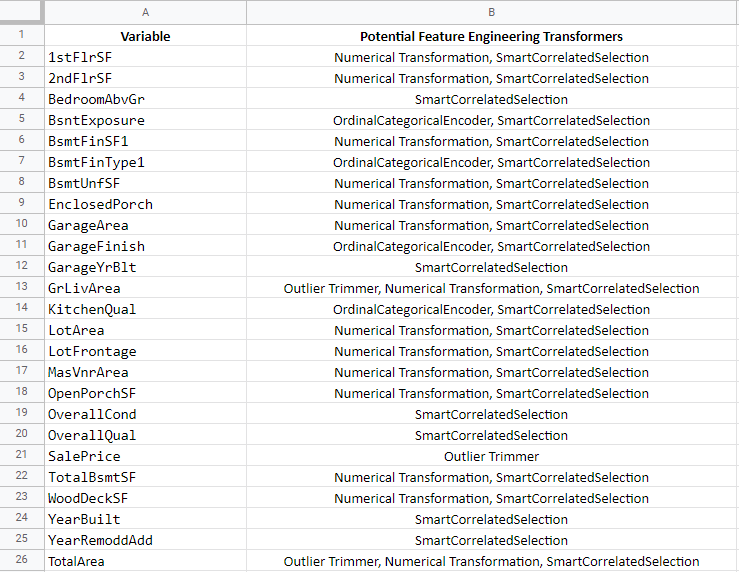 A B
1 Variable Potential Feature Engineering Transformers
2 1stFlrSF Numerical Transformation, SmartCorrelatedSelection
3 2ndFlrSF Numerical Transformation, SmartCorrelatedSelection
4 BedroomAbvGr SmartCorrelatedSelection
5 BsntExposure OrdinalCategoricalEncoder, SmartCorrelatedSelection
6 BsmtFinSF1 Numerical Transformation, SmartCorrelatedSelection
7 BsmtFinType1 OrdinalCategoricalEncoder, SmartCorrelatedSelection
8 BsmtUnfSF Numerical Transformation, SmartCorrelatedSelection
9 EnclosedPorch Numerical Transformation, SmartCorrelatedSelection
10 GarageArea Numerical Transformation, SmartCorrelatedSelection
11 GarageFinish OrdinalCategoricalEncoder, SmartCorrelatedSelection
12 GarageYrBlt SmartCorrelatedSelection
13 GrLivArea Outlier Trimmer, Numerical Transformation, SmartCorrelatedSelection
14 KitchenQual OrdinalCategoricalEncoder, SmartCorrelatedSelection
15 LotArea Numerical Transformation, SmartCorrelatedSelection
16 LotFrontage Numerical Transformation, SmartCorrelatedSelection
17 MasVnrArea Numerical Transformation, SmartCorrelatedSelection
18 OpenPorchSF Numerical Transformation, SmartCorrelatedSelection
19 OverallCond SmartCorrelatedSelection
20 OverallQual SmartCorrelatedSelection
21 SalePrice Outlier Trimmer
22 TotalBsmtSF Numerical Transformation, SmartCorrelatedSelection
23 WoodDeckSF Numerical Transformation, SmartCorrelatedSelection
24 YearBuilt SmartCorrelatedSelection
25 YearRemoddAdd SmartCorrelatedSelection
26 TotalArea Outlier Trimmer, Numerical Transformation, SmartCorrelatedSelection